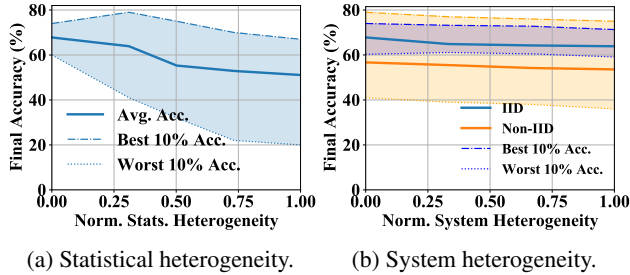 80
60
40
20
0
Final Accuracy (%)
Avg. Acc.
Best 10% Acc.
Worst 10% Acc.
0.00 0.25 0.50 0.75 1.00
Norm. Stats. Heterogeneity
(a) Statistical heterogeneity.
80
60
40
20
0
Final Accuracy (%)
IID
Non-IID
Best 10% Acc.
Worst 10% Acc.
0.00 0.25 0.50 0.75 1.00
Norm. System Heterogeneity
(b) System heterogeneity.